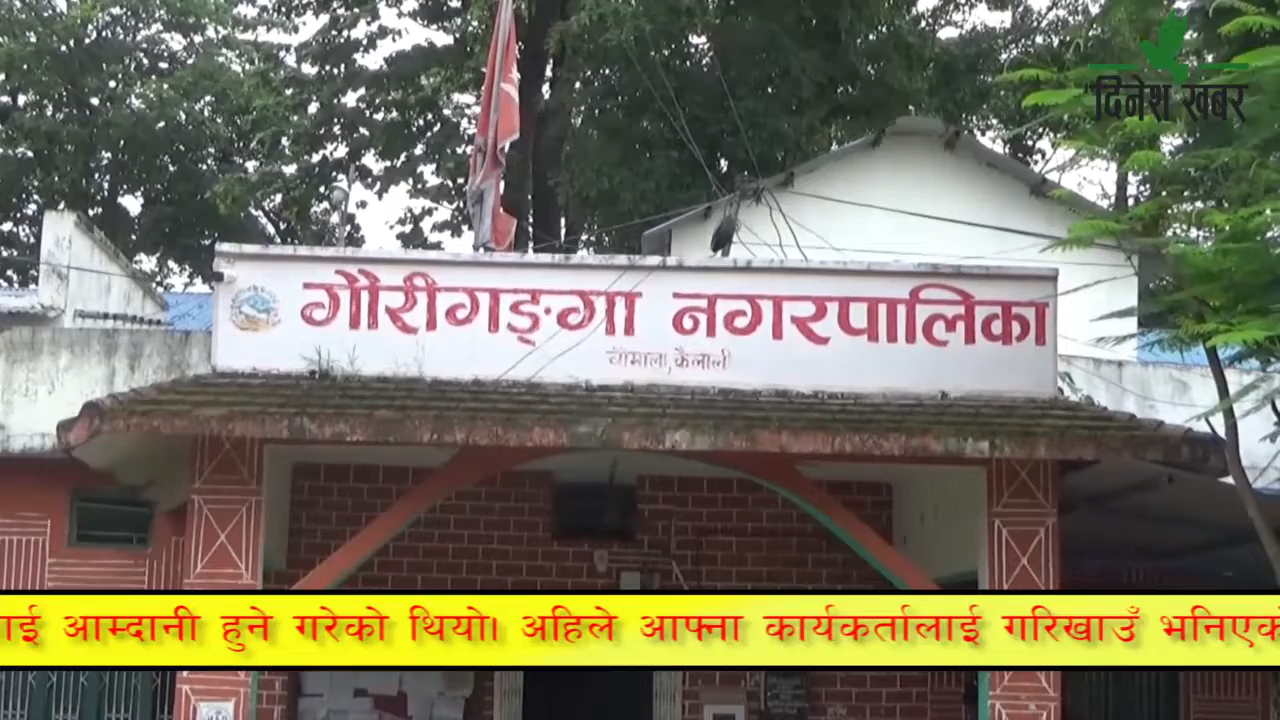 दिनेश खबर
गौरीगङ्गा नगरपालिका
चौमाला, कैलाली
ाई आम्दानी हुने गरेको थियो। अहिले आफ्ना कार्यकर्तालाई गरिखाउँ भनिएक